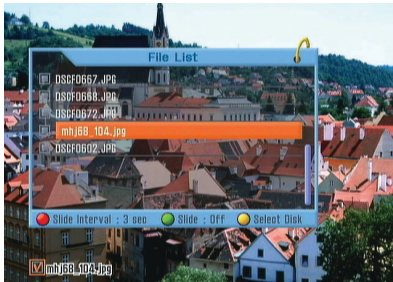 File List
DSCF0667.JPG
DSCF0668.JPG
DSCF0672.JPG
mhj68_104.jpg
DSCF0602.JPG
Slide Interval : 3 sec
Slide : Off
Select Disk
mhj68_104.jpg